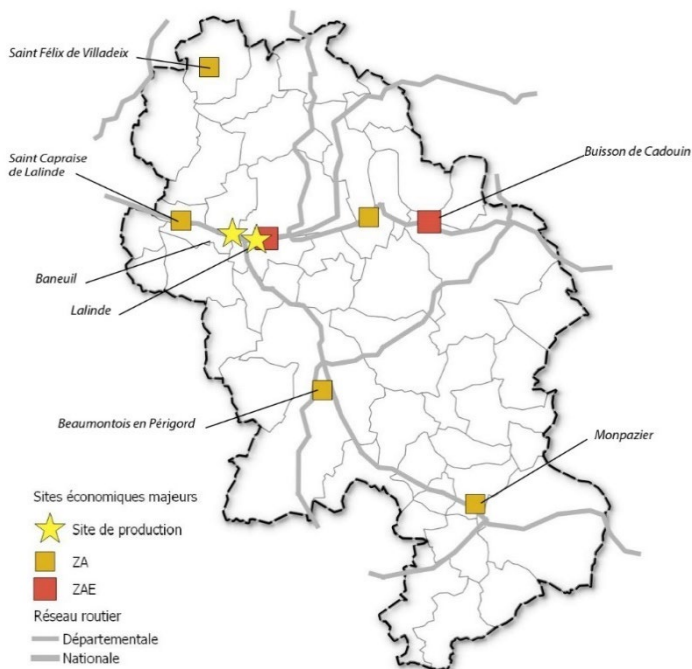 Saint Félix de Villadeix
Saint Capraise
de Lalinde
Buisson de Cadouin
Baneuil
Lalinde
Beaumontois en Périgord
Monpazier
Sites économiques majeurs
Site de production
ZA
ZAE
Réseau routier
Départementale
Nationale